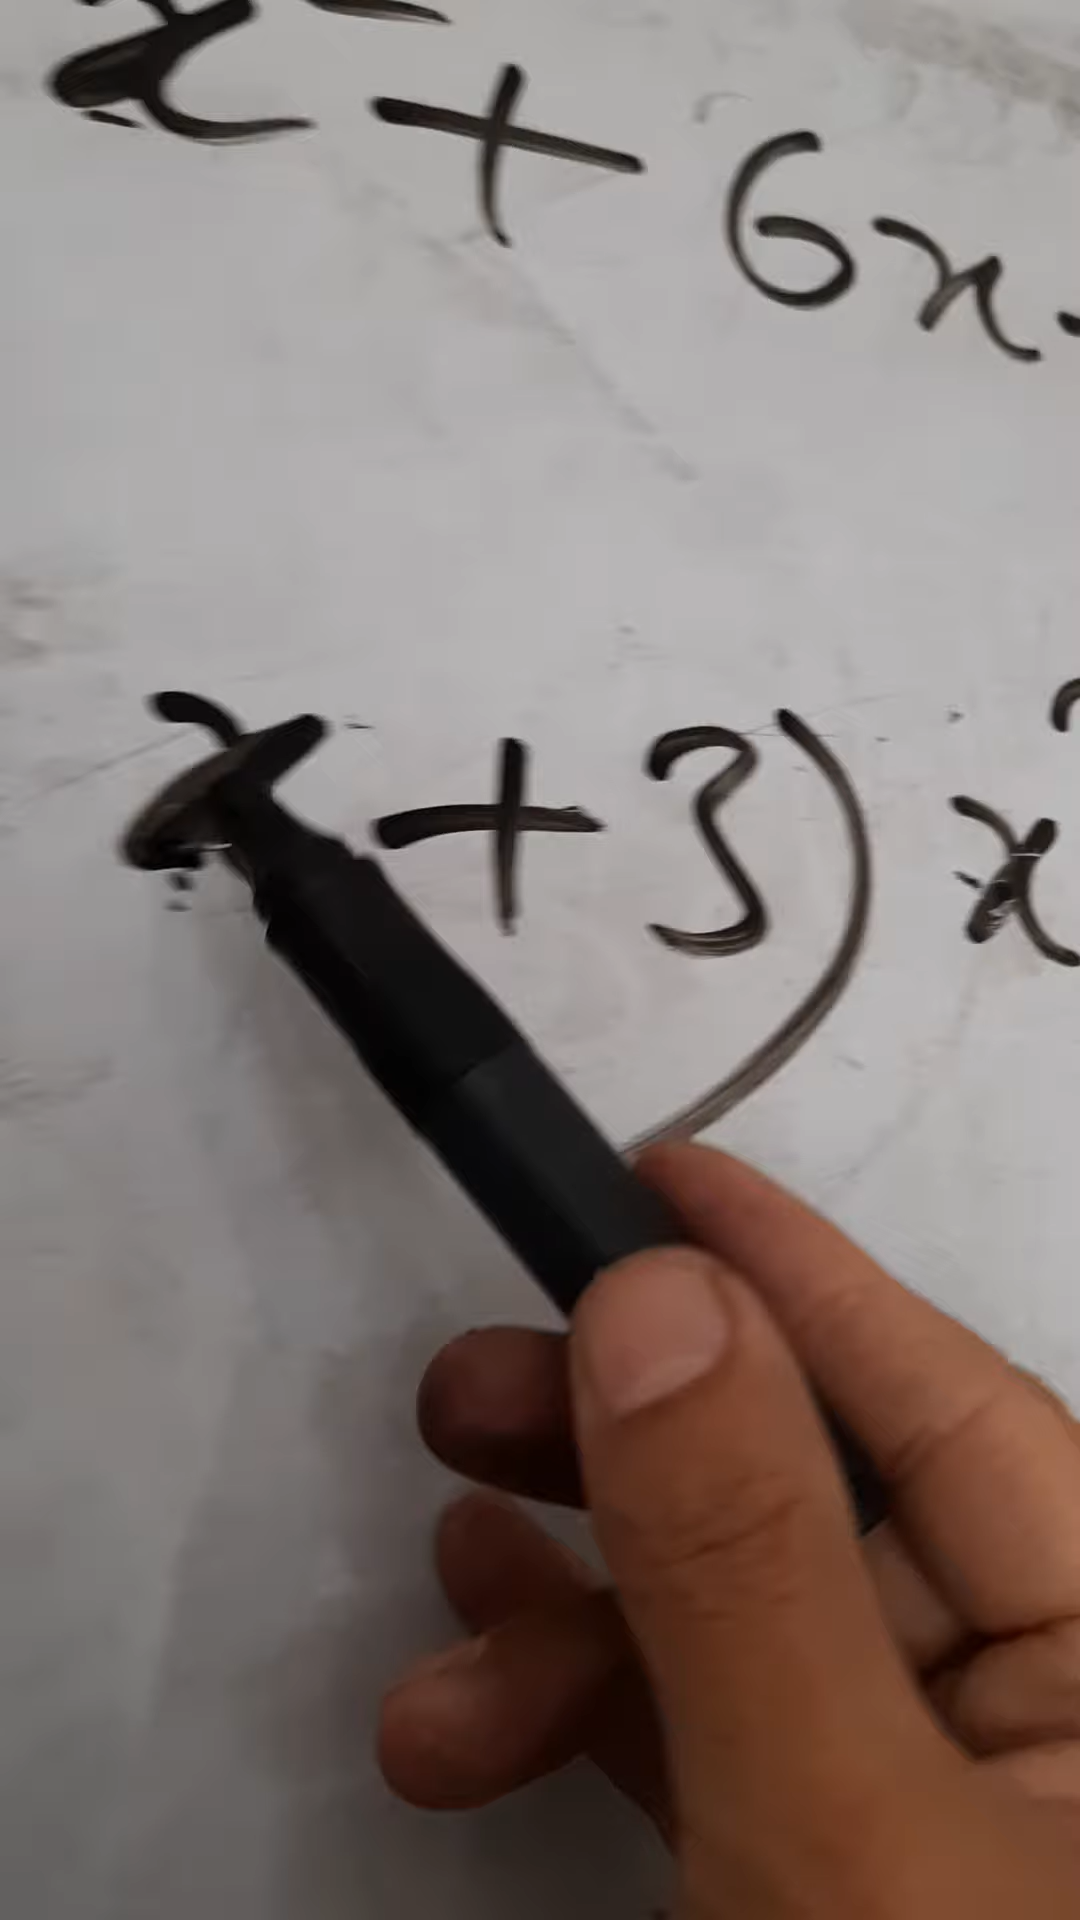 x + 6x
x + 3) x